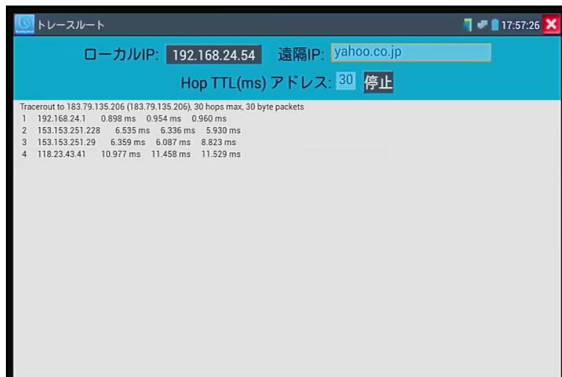 トレースルート 17:57:26
ローカルIP: 192.168.24.54 遠隔IP: yahoo.co.jp
Hop TTL(ms) アドレス: 30 停止
Tracerout to 183.79.135.206 (183.79.135.206), 30 hops max, 30 byte packets
1 192.168.24.1 0.898 ms 0.954 ms 0.960 ms
2 153.153.251.228 6.535 ms 6.336 ms 5.930 ms
3 153.153.251.29 6.359 ms 6.087 ms 8.823 ms
4 118.23.43.41 10.977 ms 11.458 ms 11.529 ms